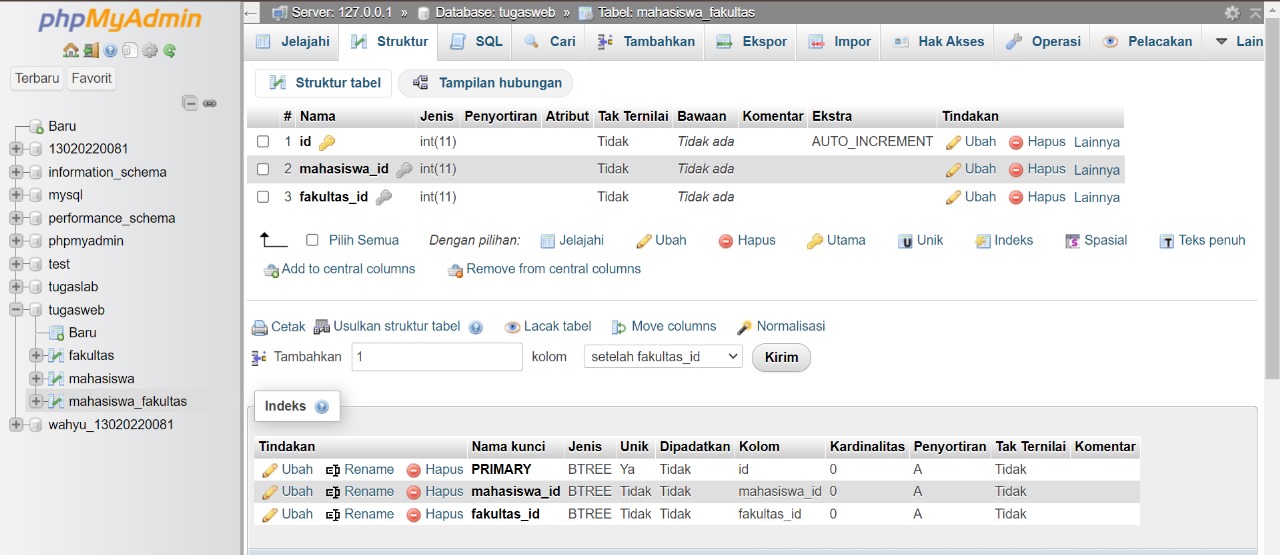 phpMyAdmin
Terbaru Favorit
Baru
13020220081
information_schema
mysql
performance_schema
phpmyadmin
test
tugaslab
tugasweb
Baru
fakultas
mahasiswa
mahasiswa_fakultas
wahyu_13020220081
Server: 127.0.0.1 » Database: tugasweb » Tabel: mahasiswa_fakultas
Jelajahi Struktur SQL Cari Tambahkan Ekspor Impor Hak Akses Operasi Pelacakan Lain
Struktur tabel Tampilan hubungan
# Nama Jenis Penyortiran Atribut Tak Ternilai Bawaan Komentar Ekstra Tindakan
1 id int(11) Tidak Tidak ada AUTO_INCREMENT Ubah Hapus Lainnya
2 mahasiswa_id int(11) Tidak Tidak ada Ubah Hapus Lainnya
3 fakultas_id int(11) Tidak Tidak ada Ubah Hapus Lainnya
Pilih Semua Dengan pilihan: Jelajahi Ubah Hapus Utama Unik Indeks Spasial Teks penuh
Add to central columns Remove from central columns
Cetak Usulkan struktur tabel Lacak tabel Move columns Normalisasi
Tambahkan 1 kolom setelah fakultas_id Kirim
Indeks
Tindakan Nama kunci Jenis Unik Dipadatkan Kolom Kardinalitas Penyortiran Tak Ternilai Komentar
Ubah Rename Hapus PRIMARY BTREE Ya Tidak id 0 A Tidak
Ubah Rename Hapus mahasiswa_id BTREE Tidak Tidak mahasiswa_id 0 A Tidak
Ubah Rename Hapus fakultas_id BTREE Tidak Tidak fakultas_id 0 A Tidak